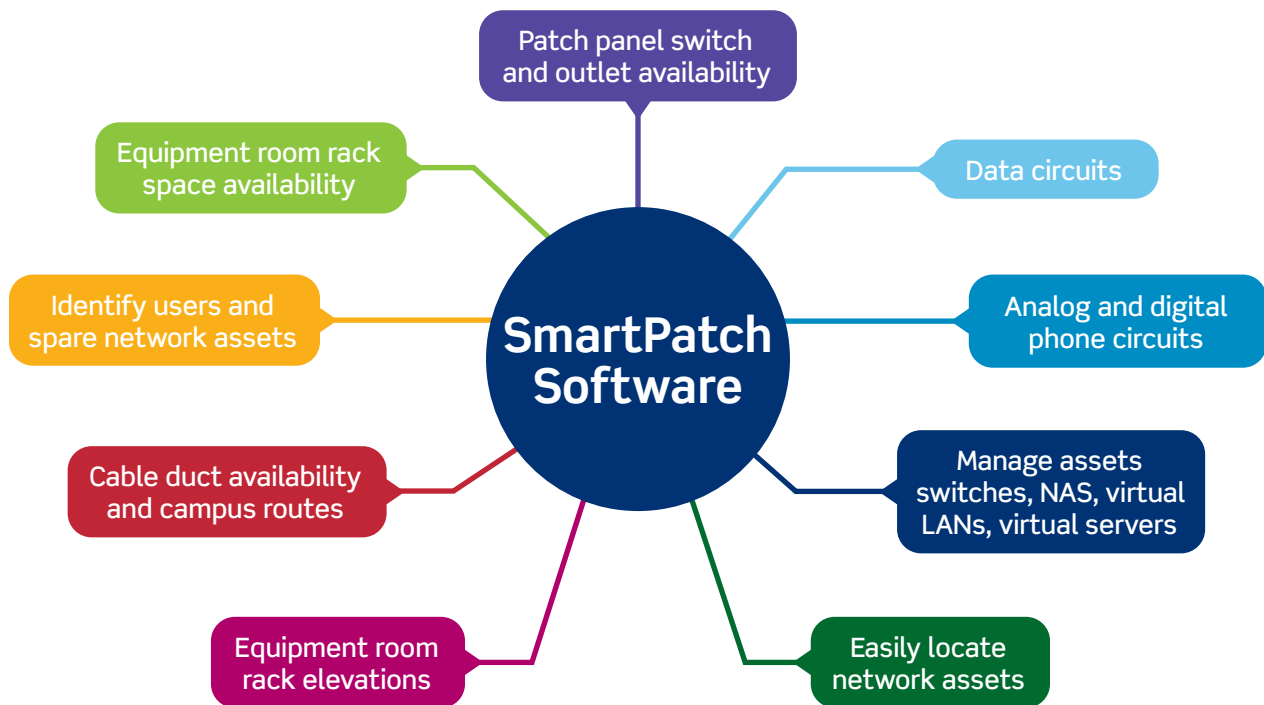 Patch panel switch
and outlet availability
Equipment room rack
space availability
Data circuits
Identify users and
spare network assets
Analog and digital
phone circuits
SmartPatch
Software
Cable duct availability
and campus routes
Manage assets
switches, NAS, virtual
LANs, virtual servers
Equipment room
rack elevations
Easily locate
network assets